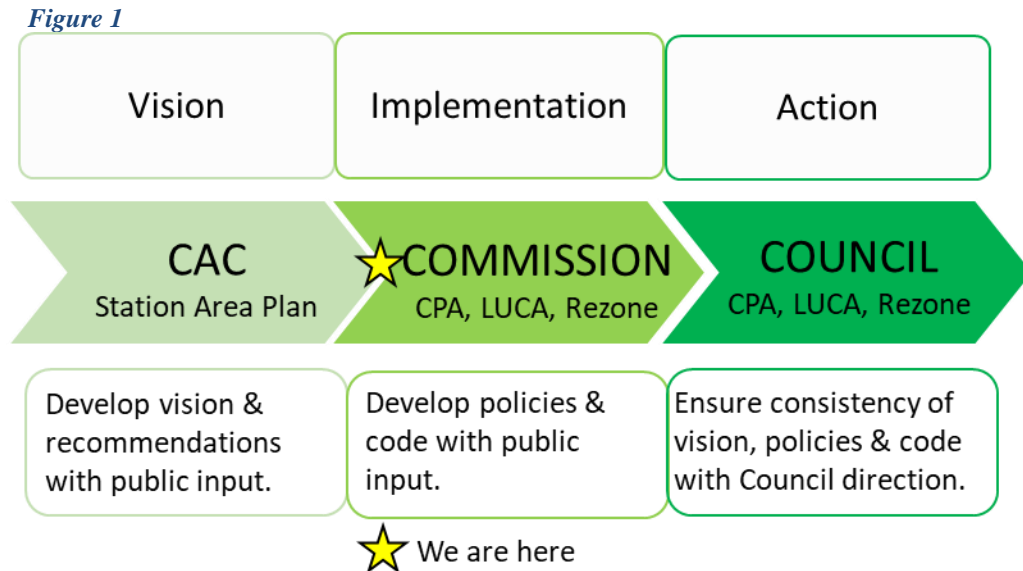 Figure 1
Vision
Implementation
Action
CAC
Station Area Plan
COMMISSION
CPA, LUCA, Rezone
COUNCIL
CPA, LUCA, Rezone
Develop vision &
recommendations
with public input.
Develop policies &
code with public
input.
Ensure consistency of
vision, policies & code
with Council direction.
We are here